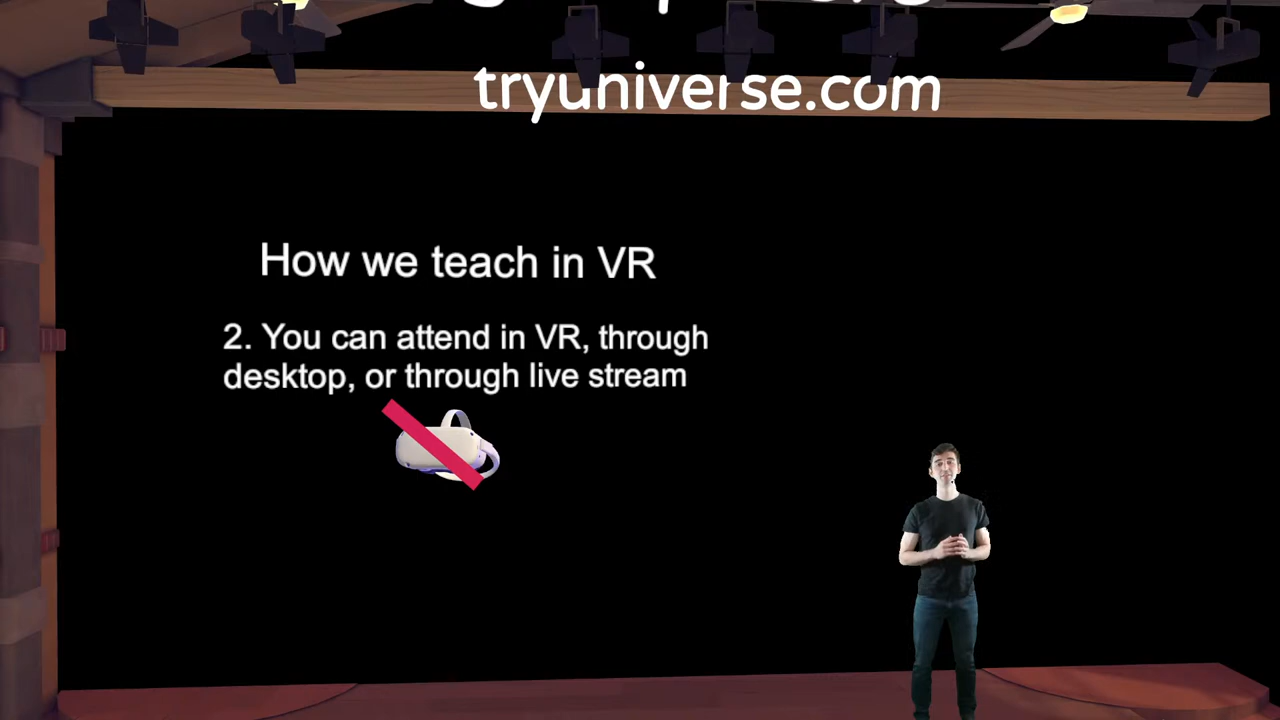 tryuniverse.com
How we teach in VR
2. You can attend in VR, through
desktop, or through live stream